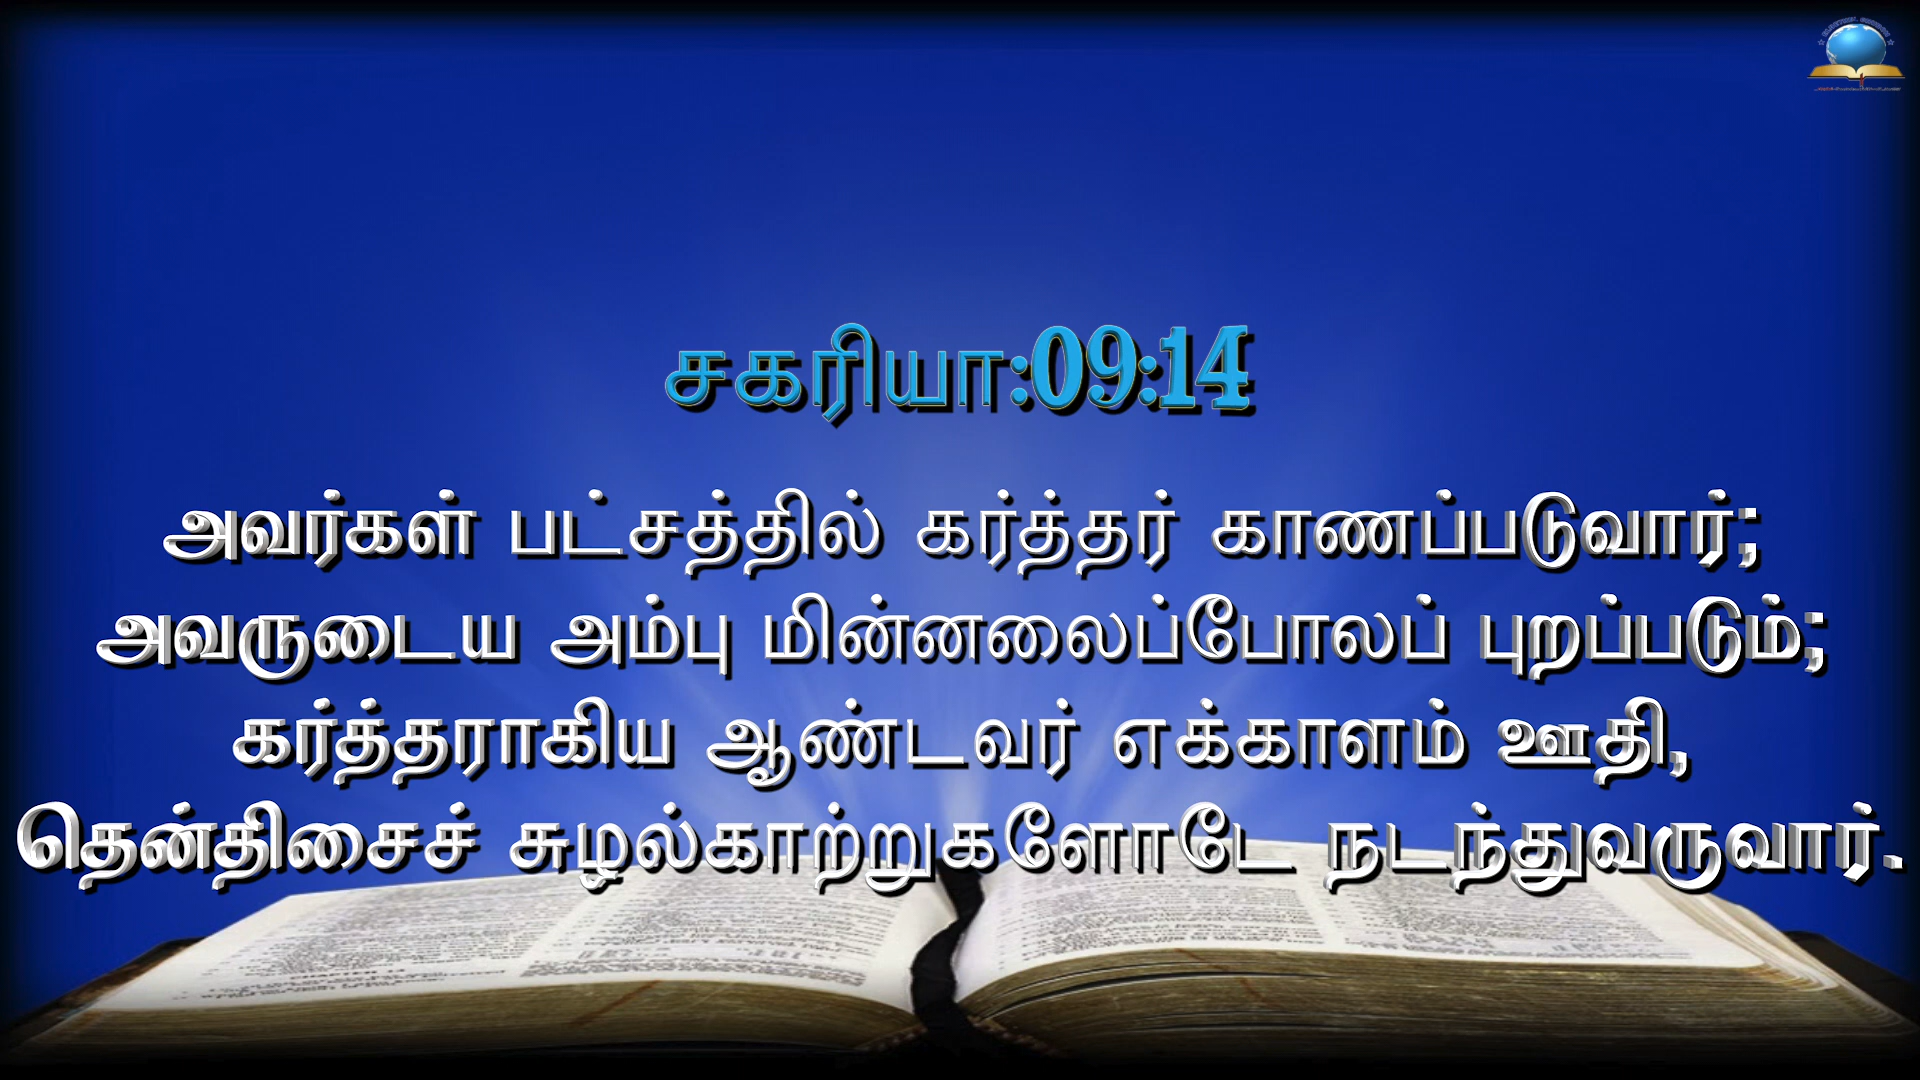 சகரியா:09:14
அவர்கள் பட்சத்தில் கர்த்தர் காணப்படுவார்;
அவருடைய அம்பு மின்னலைப்போலப் புறப்படும்;
கர்த்தராகிய ஆண்டவர் எக்காளம் ஊதி,
தென்திசைச் சுழல்காற்றுகளோடே நடந்துவருவார்.